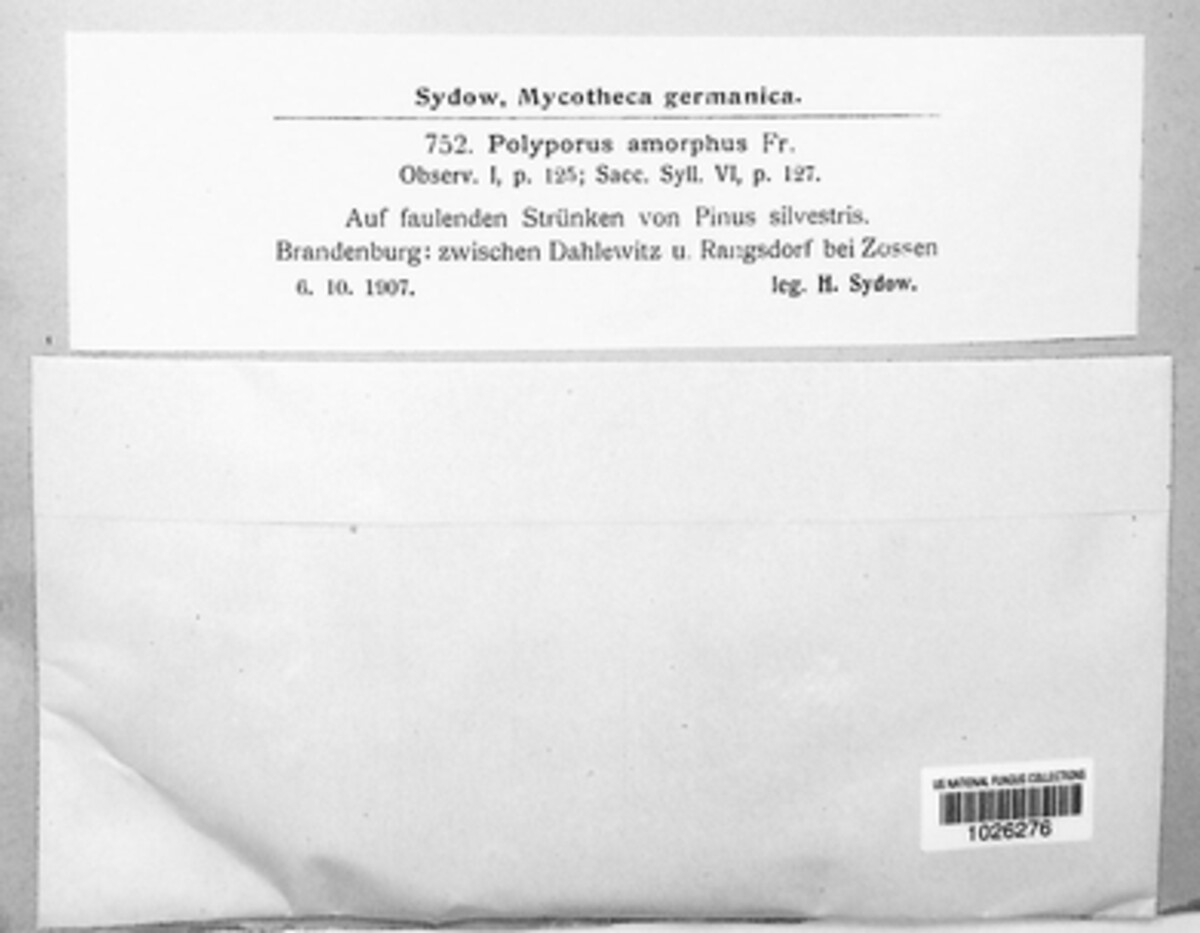 Sydow, Mycotheca germanica.
752. Polyporus amorphus Fr.
Observ. I, p. 125; Sacc. Syll. VI, p. 127.
Auf faulenden Strünken von Pinus silvestris.
Brandenburg: zwischen Dahlewitz u. Rangsdorf bei Zossen
6. 10. 1907. leg. H. Sydow.
US NATIONAL FUNGUS COLLECTIONS
1026276